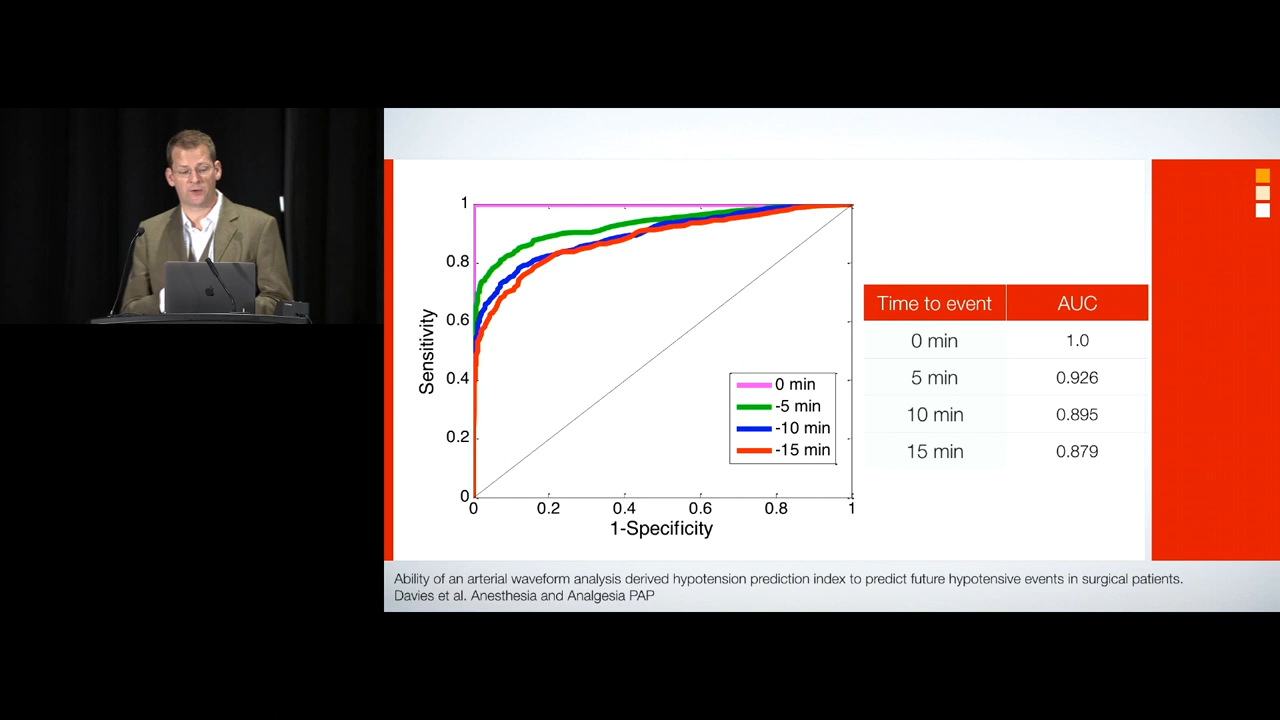 1
0.8
0.6
0.4
0.2
0
Sensitivity
0 0.2 0.4 0.6 0.8 1
1-Specificity
0 min
-5 min
-10 min
-15 min
Time to event AUC
0 min 1.0
5 min 0.926
10 min 0.895
15 min 0.879
Ability of an arterial waveform analysis derived hypotension prediction index to predict future hypotensive events in surgical patients.
Davies et al. Anesthesia and Analgesia PAP